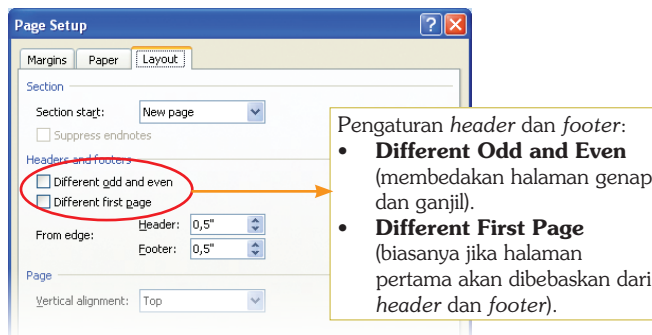 Page Setup
Margins Paper Layout
Section
Section start: New page
Suppress endnotes
Headers and footers
Different odd and even
Different first page
From edge:
Header: 0,5"
Footer: 0,5"
Page
Vertical alignment: Top
Pengaturan header dan footer:
• Different Odd and Even
(membedakan halaman genap
dan ganjil).
• Different First Page
(biasanya jika halaman
pertama akan dibebaskan dari
header dan footer).